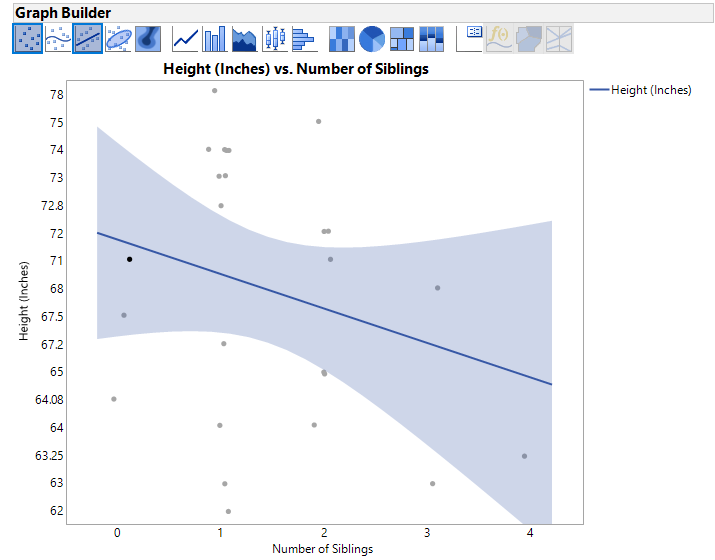 Graph Builder
Height (Inches) vs. Number of Siblings
Height (Inches)
78
75
74
73
72.8
72
71
68
67.5
67.2
65
64.08
64
63.25
63
62
Height (Inches)
0 1 2 3 4
Number of Siblings